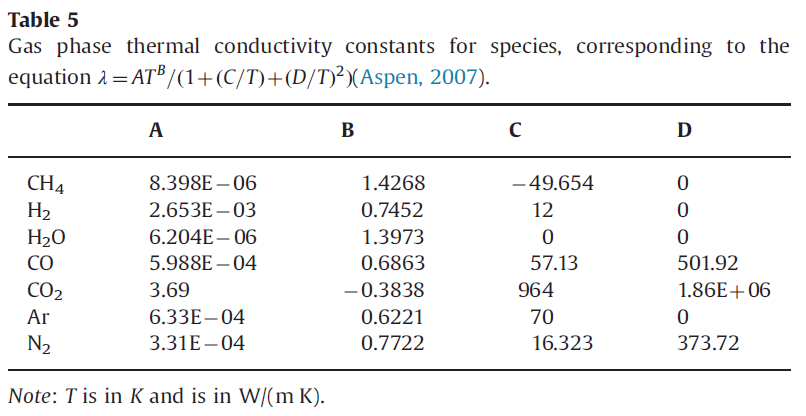 Table 5
Gas phase thermal conductivity constants for species, corresponding to the
equation λ=AT^B/(1+(C/T)+(D/T)²)(Aspen, 2007).
A B C D
CH₄ 8.398E−06 1.4268 −49.654 0
H₂ 2.653E−03 0.7452 12 0
H₂O 6.204E−06 1.3973 0 0
CO 5.988E−04 0.6863 57.13 501.92
CO₂ 3.69 −0.3838 964 1.86E+06
Ar 6.33E−04 0.6221 70 0
N₂ 3.31E−04 0.7722 16.323 373.72
Note: T is in K and is in W/(m K).